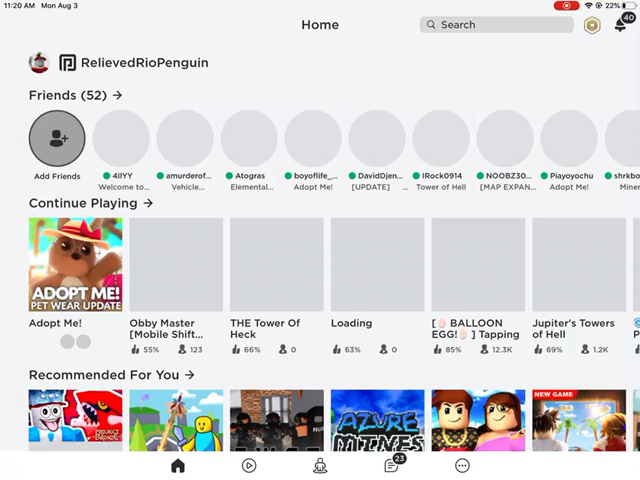 11:20 AM Mon Aug 3
22%
Home
Search
40
RelievedRioPenguin
Friends (52) →
Add Friends
4IIYY
Welcome to...
amurderof...
Vehicle...
Atogras
Elemental...
boyoflife_...
Adopt Me!
DavidDjen...
[UPDATE] ...
IRock0914
Tower of Hell
NOOBZ30...
[MAP EXPAN...
Piayoyochu
Adopt Me!
shrkbo
Miner
Continue Playing →
ADOPT ME!
PET WEAR UPDATE
Adopt Me!
Obby Master
[Mobile Shift...
55% 123
THE Tower Of
Heck
66% 0
Loading
63% 0
[🥚 BALLOON
EGG!🥚] Tapping
85% 12.3K
Jupiter's Towers
of Hell
69% 1.2K
Recommended For You →
PROJECT
BRONZE
AZURE
MINES
NEW GAME
23